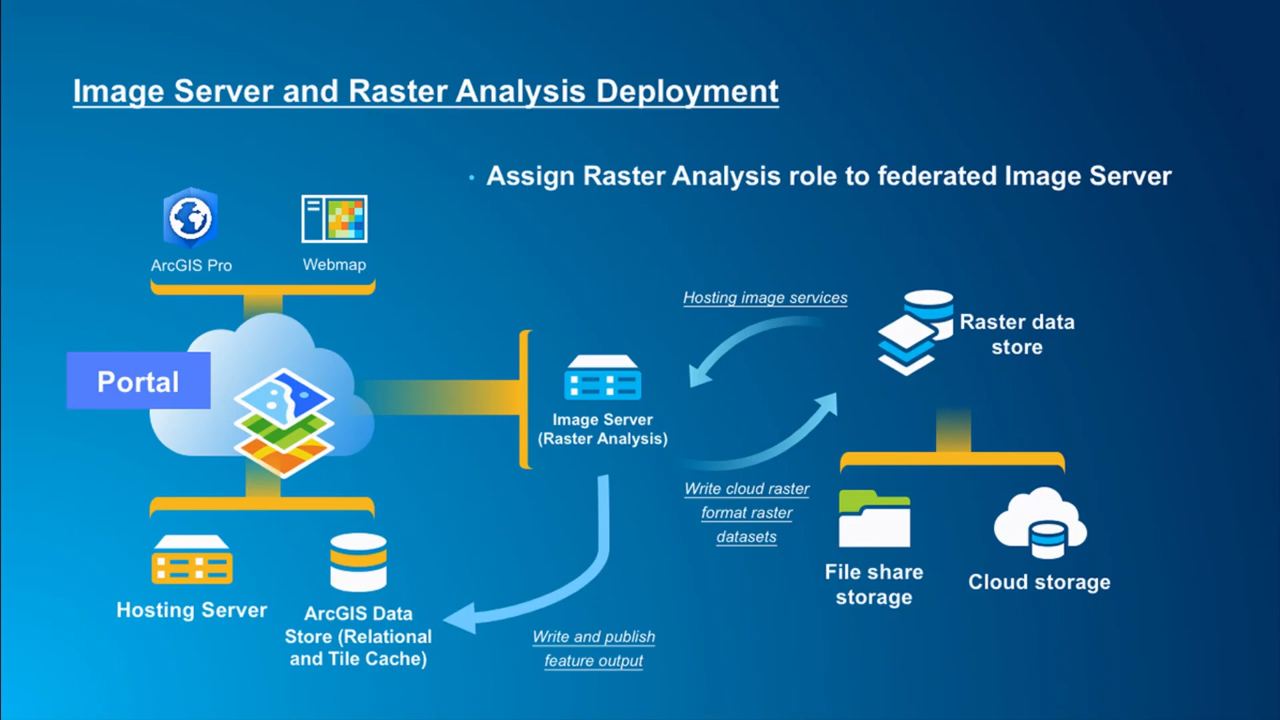 Image Server and Raster Analysis Deployment
· Assign Raster Analysis role to federated Image Server
ArcGIS Pro
Webmap
Portal
Hosting image services
Raster data
store
Image Server
(Raster Analysis)
Write cloud raster
format raster
datasets
File share
storage
Cloud storage
Hosting Server
ArcGIS Data
Store (Relational
and Tile Cache)
Write and publish
feature output